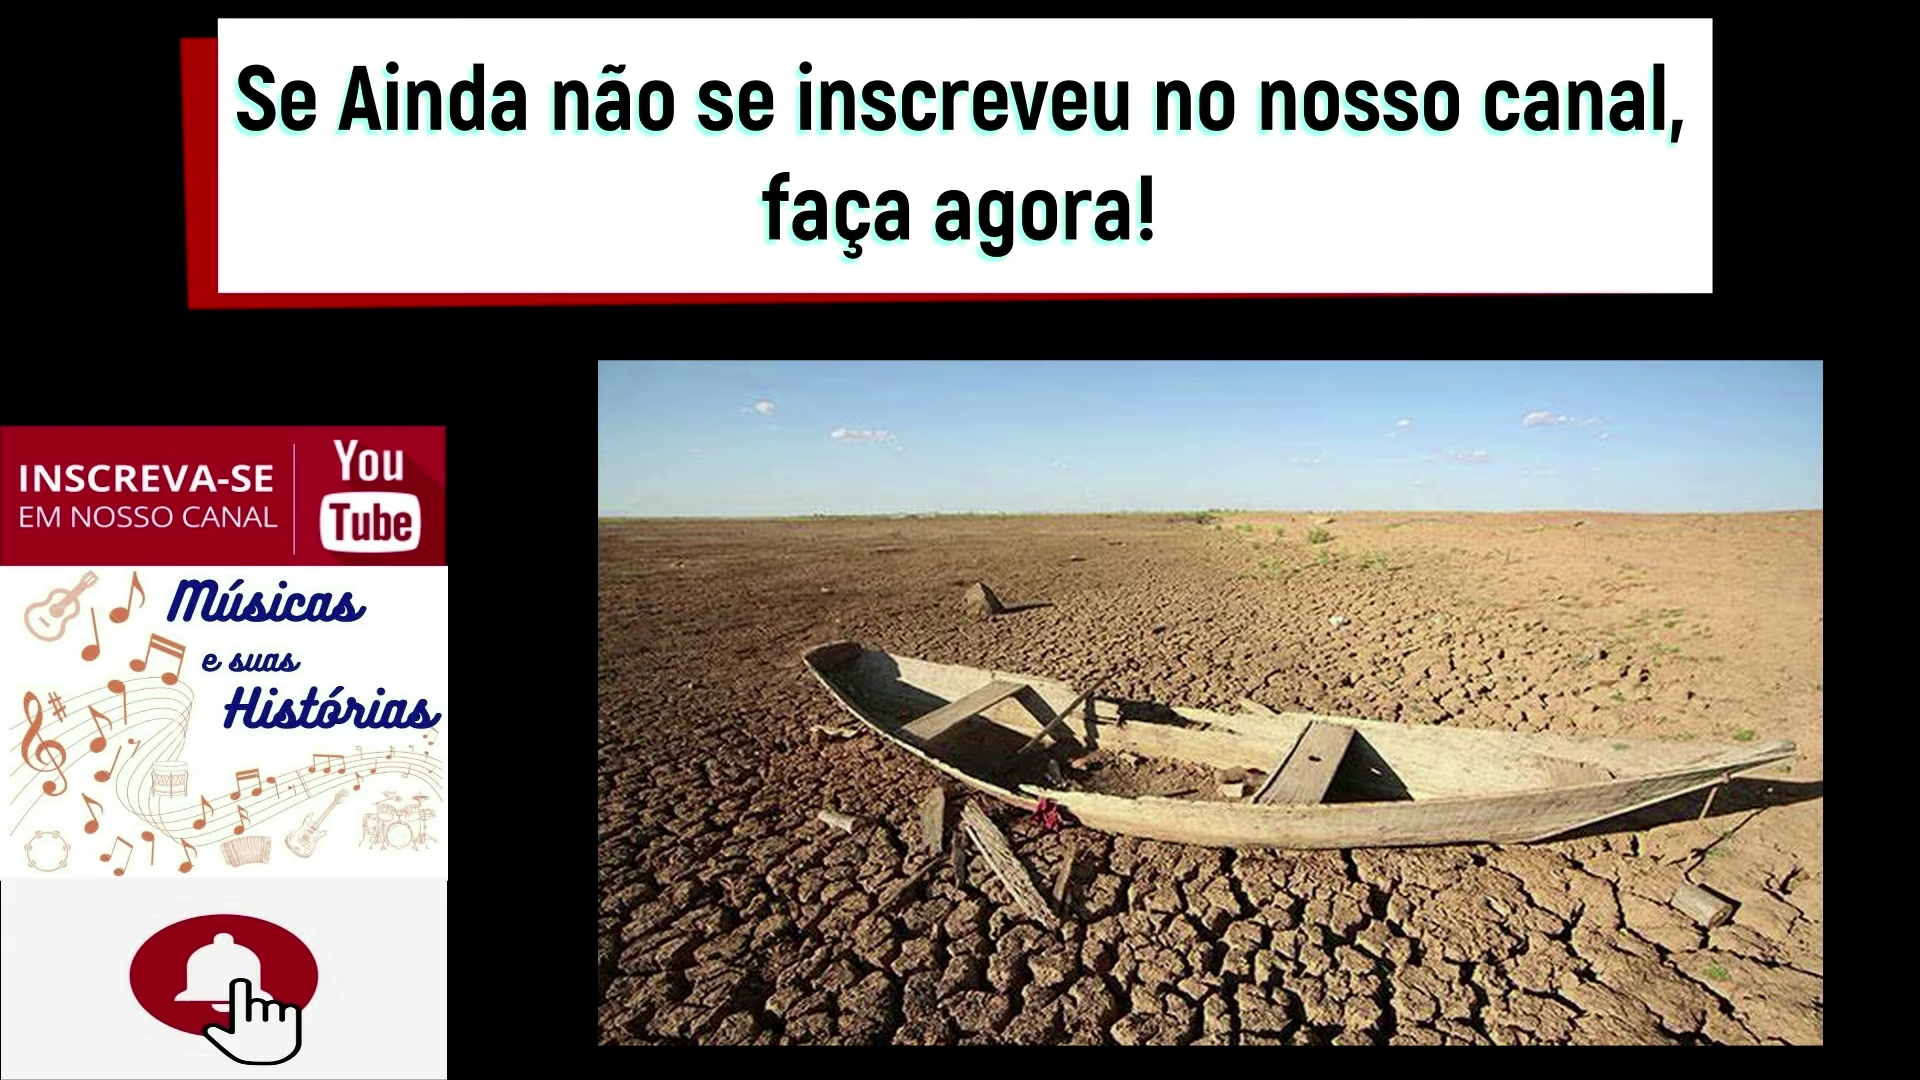 Se Ainda não se inscreveu no nosso canal,
faça agora!
INSCREVA-SE
EM NOSSO CANAL
You
Tube
Músicas
e suas
Histórias